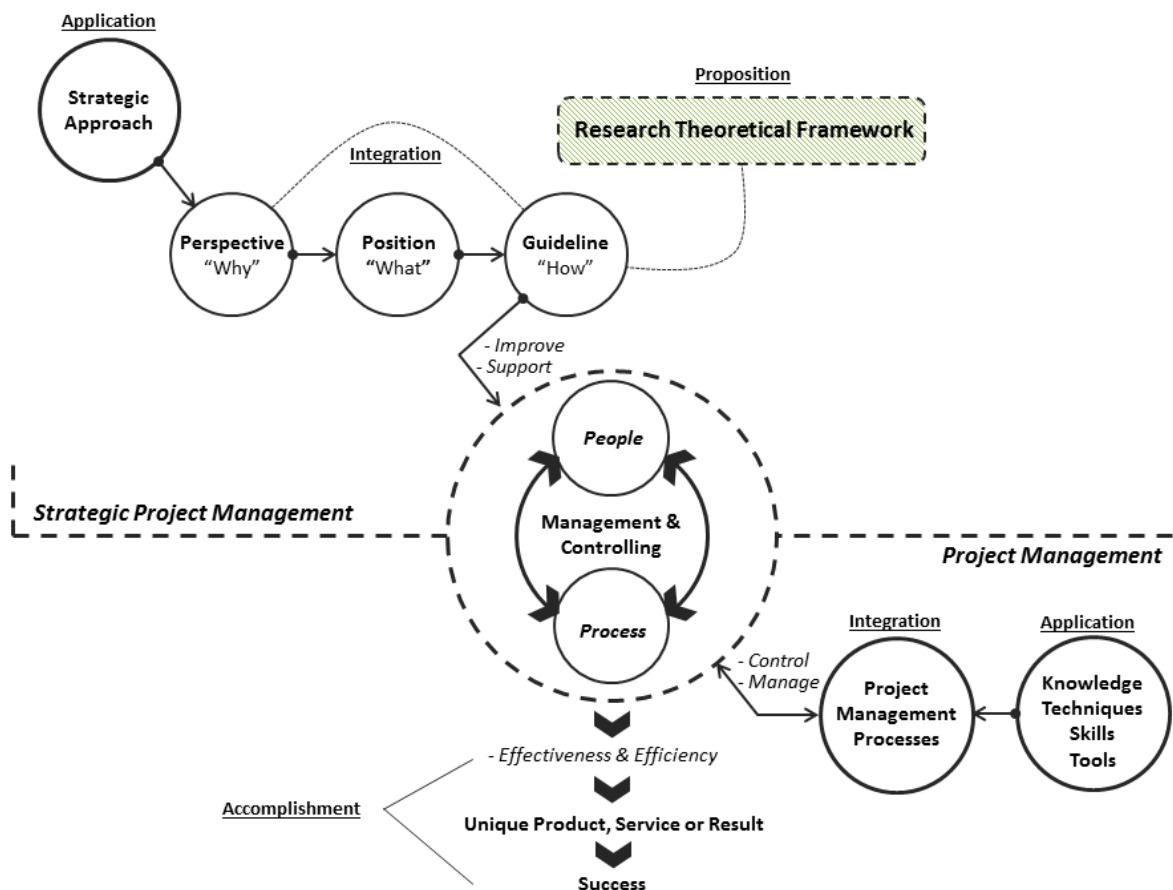 Application
Strategic
Approach
Proposition
Research Theoretical Framework
Integration
Perspective
“Why”
Position
“What”
Guideline
“How”
- Improve
- Support
People
Management &
Controlling
Process
Strategic Project Management
Project Management
Integration
Application
- Control
- Manage
Project
Management
Processes
Knowledge
Techniques
Skills
Tools
- Effectiveness & Efficiency
Accomplishment
Unique Product, Service or Result
Success